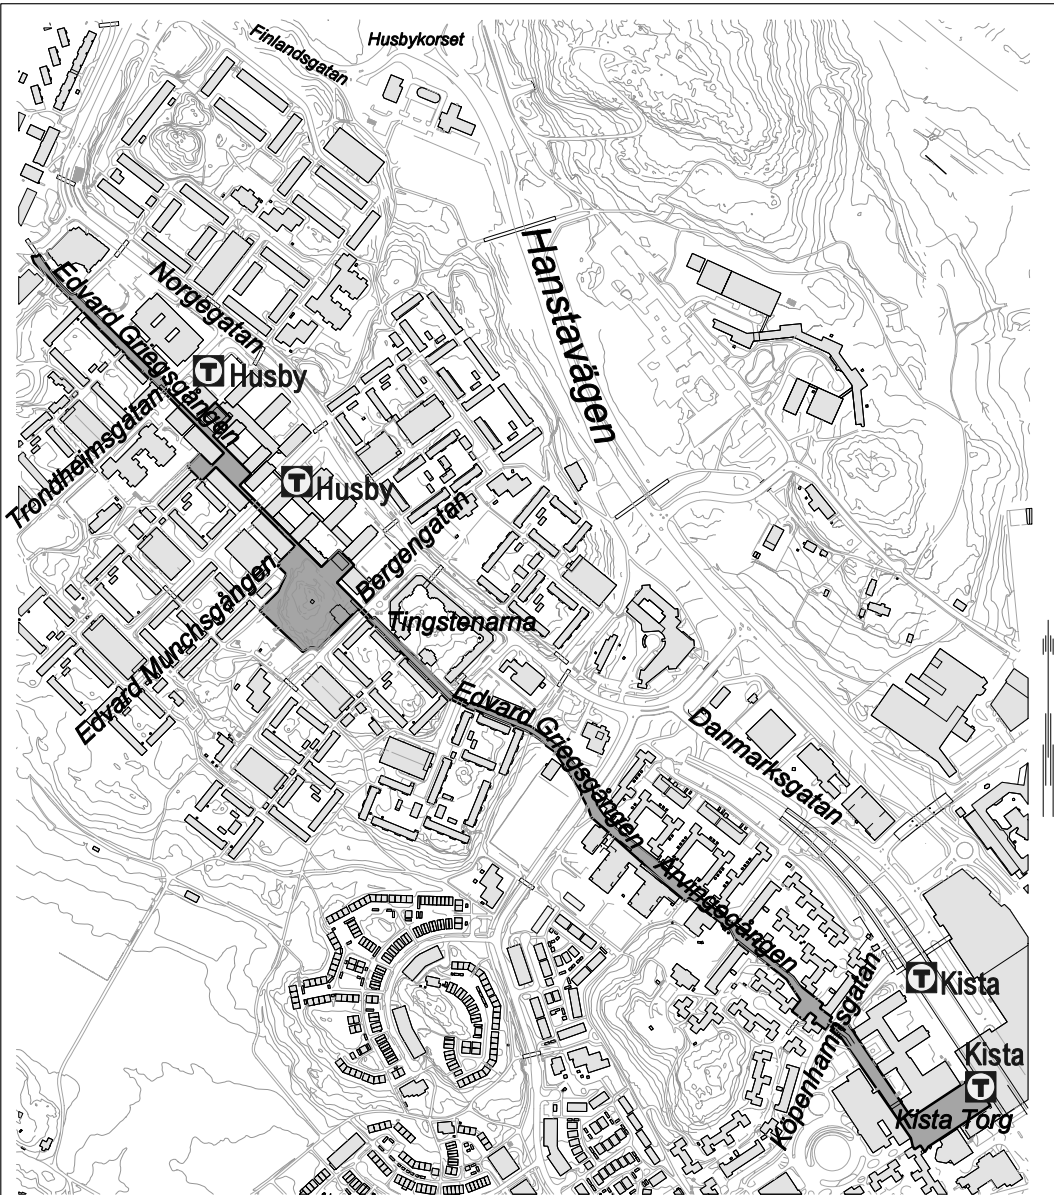 Finlandsgatan
Husbykorset
Hanstavägen
Norgegatan
Edvard Griegsgången
T Husby
Trondheimsgatan
T Husby
Bergengatan
Edvard Munchsgången
Tingstenarna
Edvard Griegsgången
Danmarksgatan
Arvingegången
Köpenhamnsgatan
T Kista
Kista
T
Kista Torg